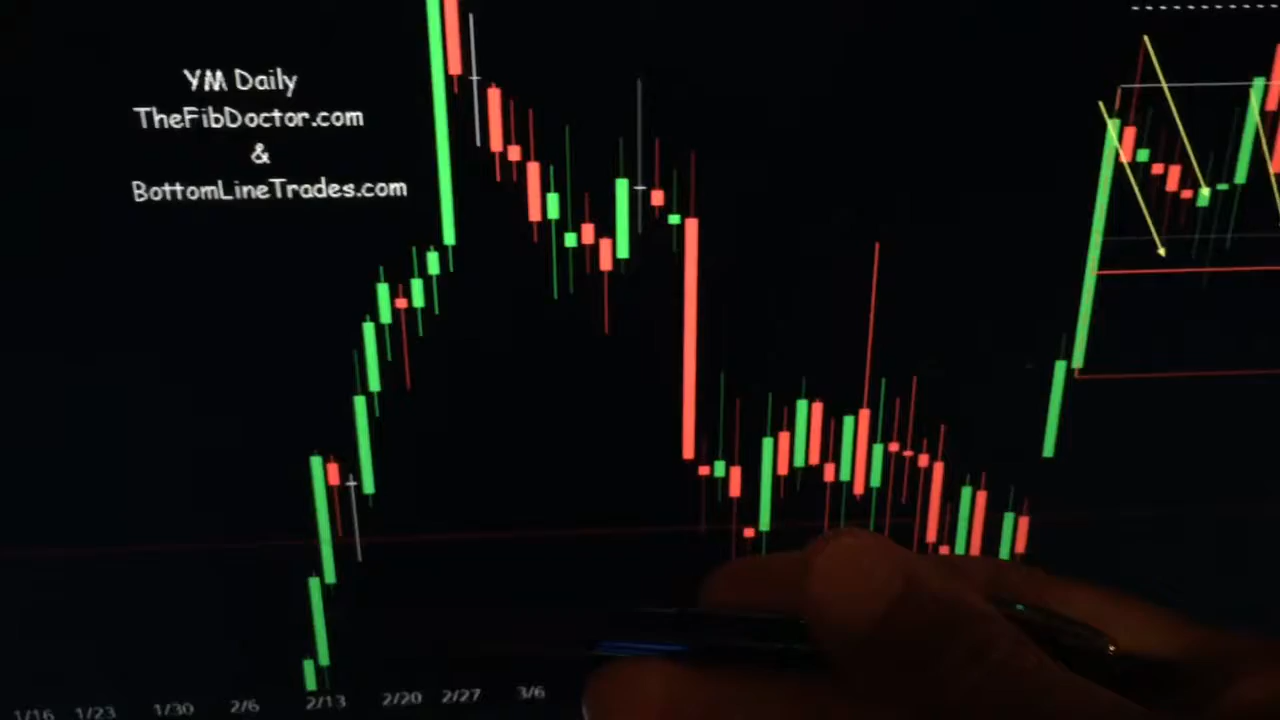 YM Daily
TheFibDoctor.com
&
BottomLineTrades.com
1/16 1/23 1/30 2/6 2/13 2/20 2/27 3/6